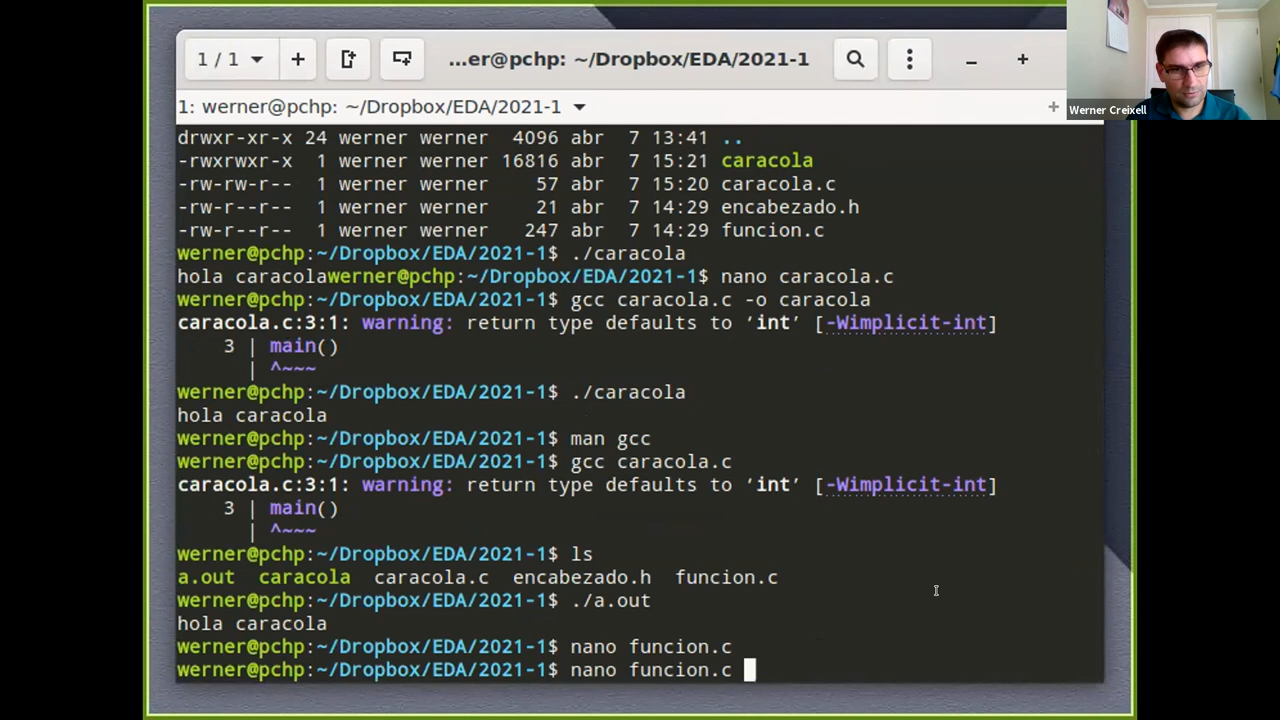 1 / 1
...er@pchp: ~/Dropbox/EDA/2021-1
Werner Creixell
1: werner@pchp: ~/Dropbox/EDA/2021-1
drwxr-xr-x 24 werner werner  4096 abr  7 13:41 ..
-rwxrwxr-x  1 werner werner 16816 abr  7 15:21 caracola
-rw-rw-r--  1 werner werner    57 abr  7 15:20 caracola.c
-rw-r--r--  1 werner werner    21 abr  7 14:29 encabezado.h
-rw-r--r--  1 werner werner   247 abr  7 14:29 funcion.c
werner@pchp:~/Dropbox/EDA/2021-1$ ./caracola
hola caracolawerner@pchp:~/Dropbox/EDA/2021-1$ nano caracola.c
werner@pchp:~/Dropbox/EDA/2021-1$ gcc caracola.c -o caracola
caracola.c:3:1: warning: return type defaults to ‘int’ [-Wimplicit-int]
    3 | main()
      | ^~~~
werner@pchp:~/Dropbox/EDA/2021-1$ ./caracola
hola caracola
werner@pchp:~/Dropbox/EDA/2021-1$ man gcc
werner@pchp:~/Dropbox/EDA/2021-1$ gcc caracola.c
caracola.c:3:1: warning: return type defaults to ‘int’ [-Wimplicit-int]
    3 | main()
      | ^~~~
werner@pchp:~/Dropbox/EDA/2021-1$ ls
a.out  caracola  caracola.c  encabezado.h  funcion.c
werner@pchp:~/Dropbox/EDA/2021-1$ ./a.out
hola caracola
werner@pchp:~/Dropbox/EDA/2021-1$ nano funcion.c
werner@pchp:~/Dropbox/EDA/2021-1$ nano funcion.c